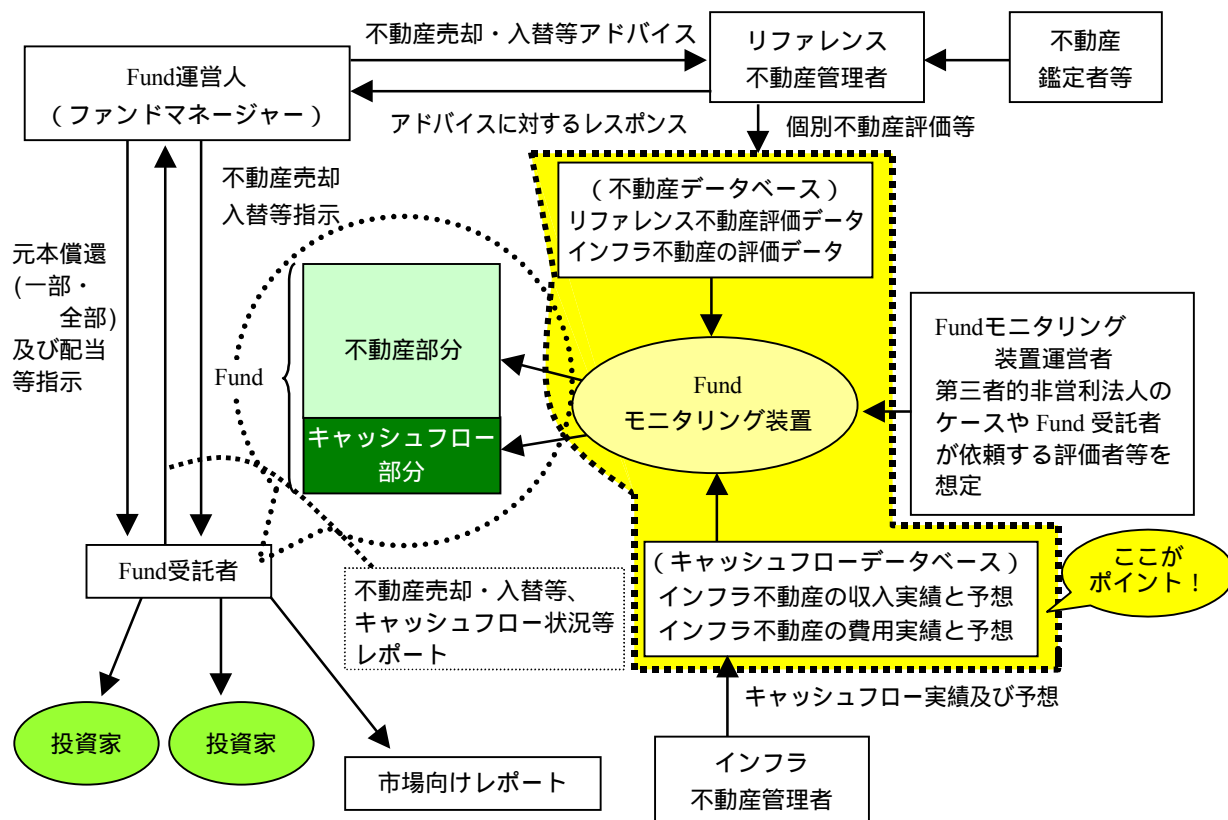 不動産売却・入替等アドバイス
Fund運営人
（ファンドマネージャー）
リファレンス
不動産管理者
不動産
鑑定者等
アドバイスに対するレスポンス
個別不動産評価等
不動産売却
入替等指示
元本償還
(一部・
全部)
及び配当
等指示
（不動産データベース）
リファレンス不動産評価データ
インフラ不動産の評価データ
Fund
不動産部分
キャッシュフロー
部分
Fund
モニタリング装置
Fundモニタリング
装置運営者
第三者的非営利法人の
ケースや Fund 受託者
が依頼する評価者等を
想定
Fund受託者
不動産売却・入替等、
キャッシュフロー状況等
レポート
（キャッシュフローデータベース）
インフラ不動産の収入実績と予想
インフラ不動産の費用実績と予想
ここが
ポイント！
キャッシュフロー実績及び予想
投資家
投資家
市場向けレポート
インフラ
不動産管理者